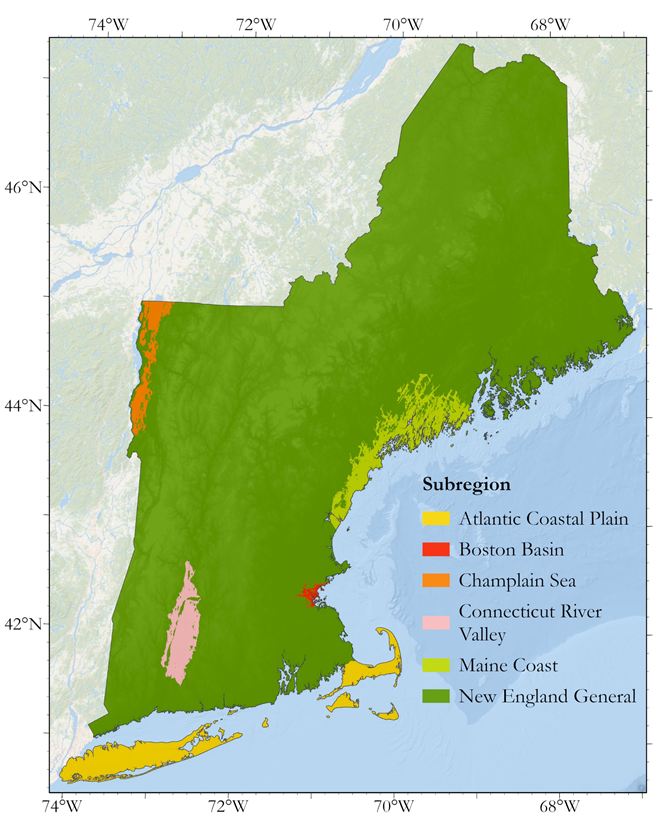 74°W 72°W 70°W 68°W
46°N
44°N
42°N
Subregion
Atlantic Coastal Plain
Boston Basin
Champlain Sea
Connecticut River
Valley
Maine Coast
New England General
74°W 72°W 70°W 68°W